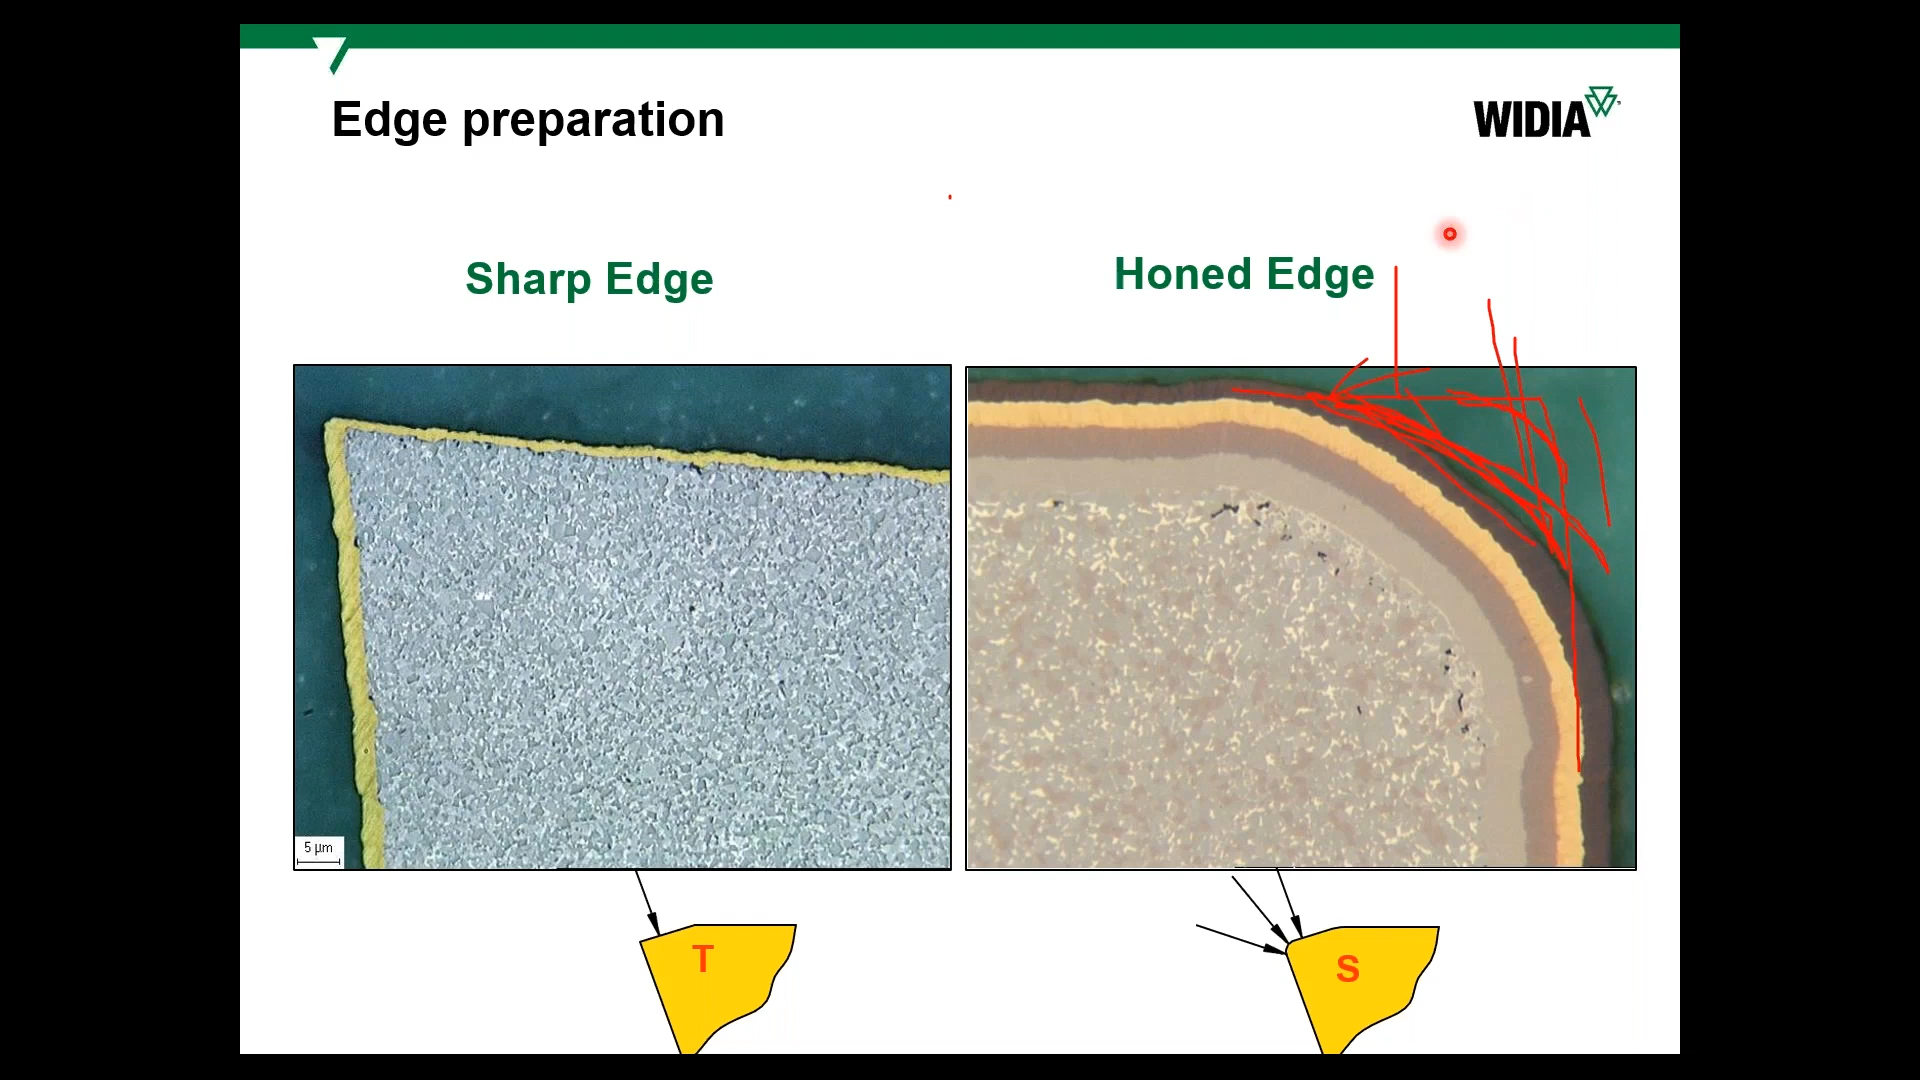 Edge preparation
WIDIA
Sharp Edge
Honed Edge
5 µm
T
S